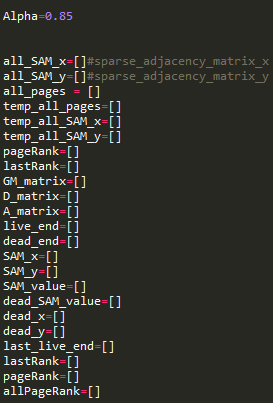 Alpha=0.85
all_SAM_x=[]#sparse_adjacency_matrix_x
all_SAM_y=[]#sparse_adjacency_matrix_y
all_pages = []
temp_all_pages=[]
temp_all_SAM_x=[]
temp_all_SAM_y=[]
pageRank=[]
lastRank=[]
GM_matrix=[]
D_matrix=[]
A_matrix=[]
live_end=[]
dead_end=[]
SAM_x=[]
SAM_y=[]
SAM_value=[]
dead_SAM_value=[]
dead_x=[]
dead_y=[]
last_live_end=[]
lastRank=[]
pageRank=[]
allPageRank=[]